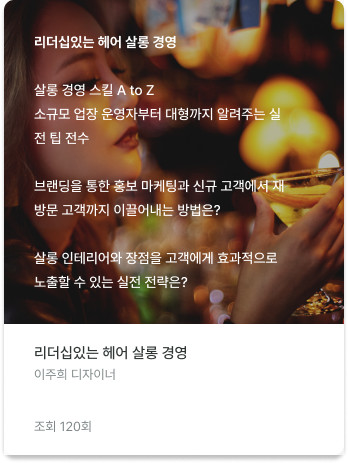 리더십있는 헤어 살롱 경영
살롱 경영 스킬 A to Z
소규모 업장 운영자부터 대형까지 알려주는 실
전 팁 전수
브랜딩을 통한 홍보 마케팅과 신규 고객에서 재
방문 고객까지 이끌어내는 방법은?
살롱 인테리어와 장점을 고객에게 효과적으로
노출할 수 있는 실전 전략은?
리더십있는 헤어 살롱 경영
이주희 디자이너
조회 120회